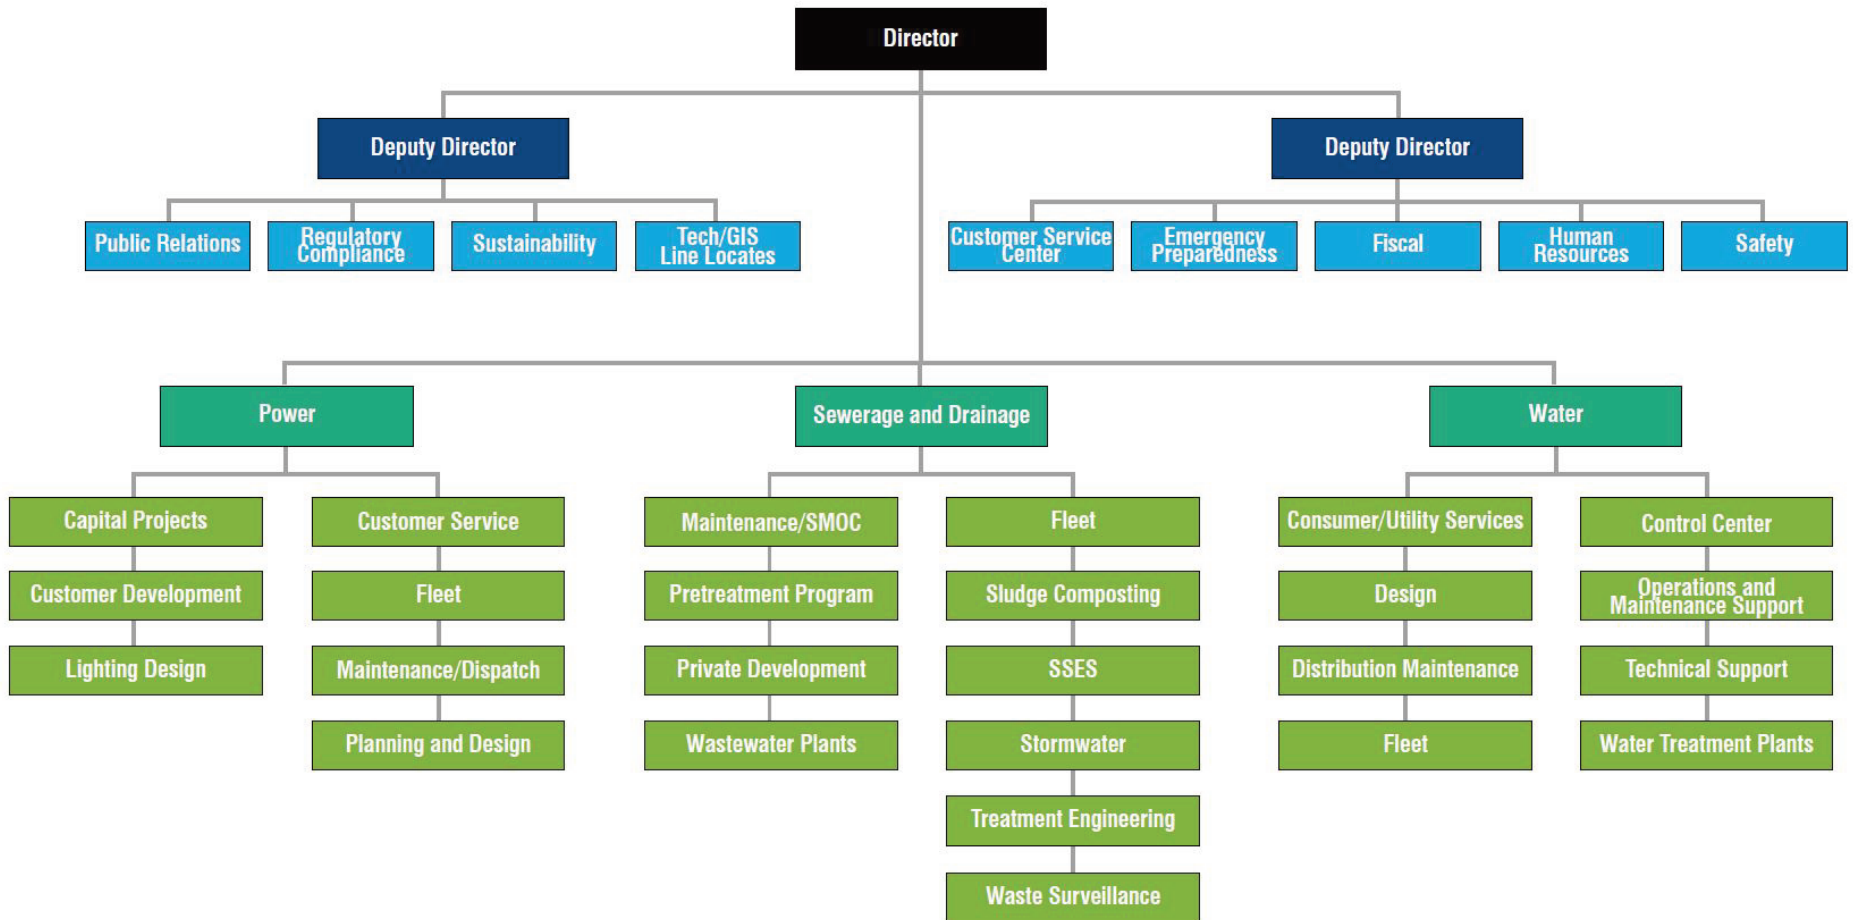 Director
Deputy Director
Deputy Director
Public Relations
Regulatory
Compliance
Sustainability
Tech/GIS
Line Locates
Customer Service
Center
Emergency
Preparedness
Fiscal
Human
Resources
Safety
Power
Sewerage and Drainage
Water
Capital Projects
Customer Development
Lighting Design
Customer Service
Fleet
Maintenance/Dispatch
Planning and Design
Maintenance/SMOC
Pretreatment Program
Private Development
Wastewater Plants
Fleet
Sludge Composting
SSES
Stormwater
Treatment Engineering
Waste Surveillance
Consumer/Utility Services
Design
Distribution Maintenance
Fleet
Control Center
Operations and
Maintenance Support
Technical Support
Water Treatment Plants